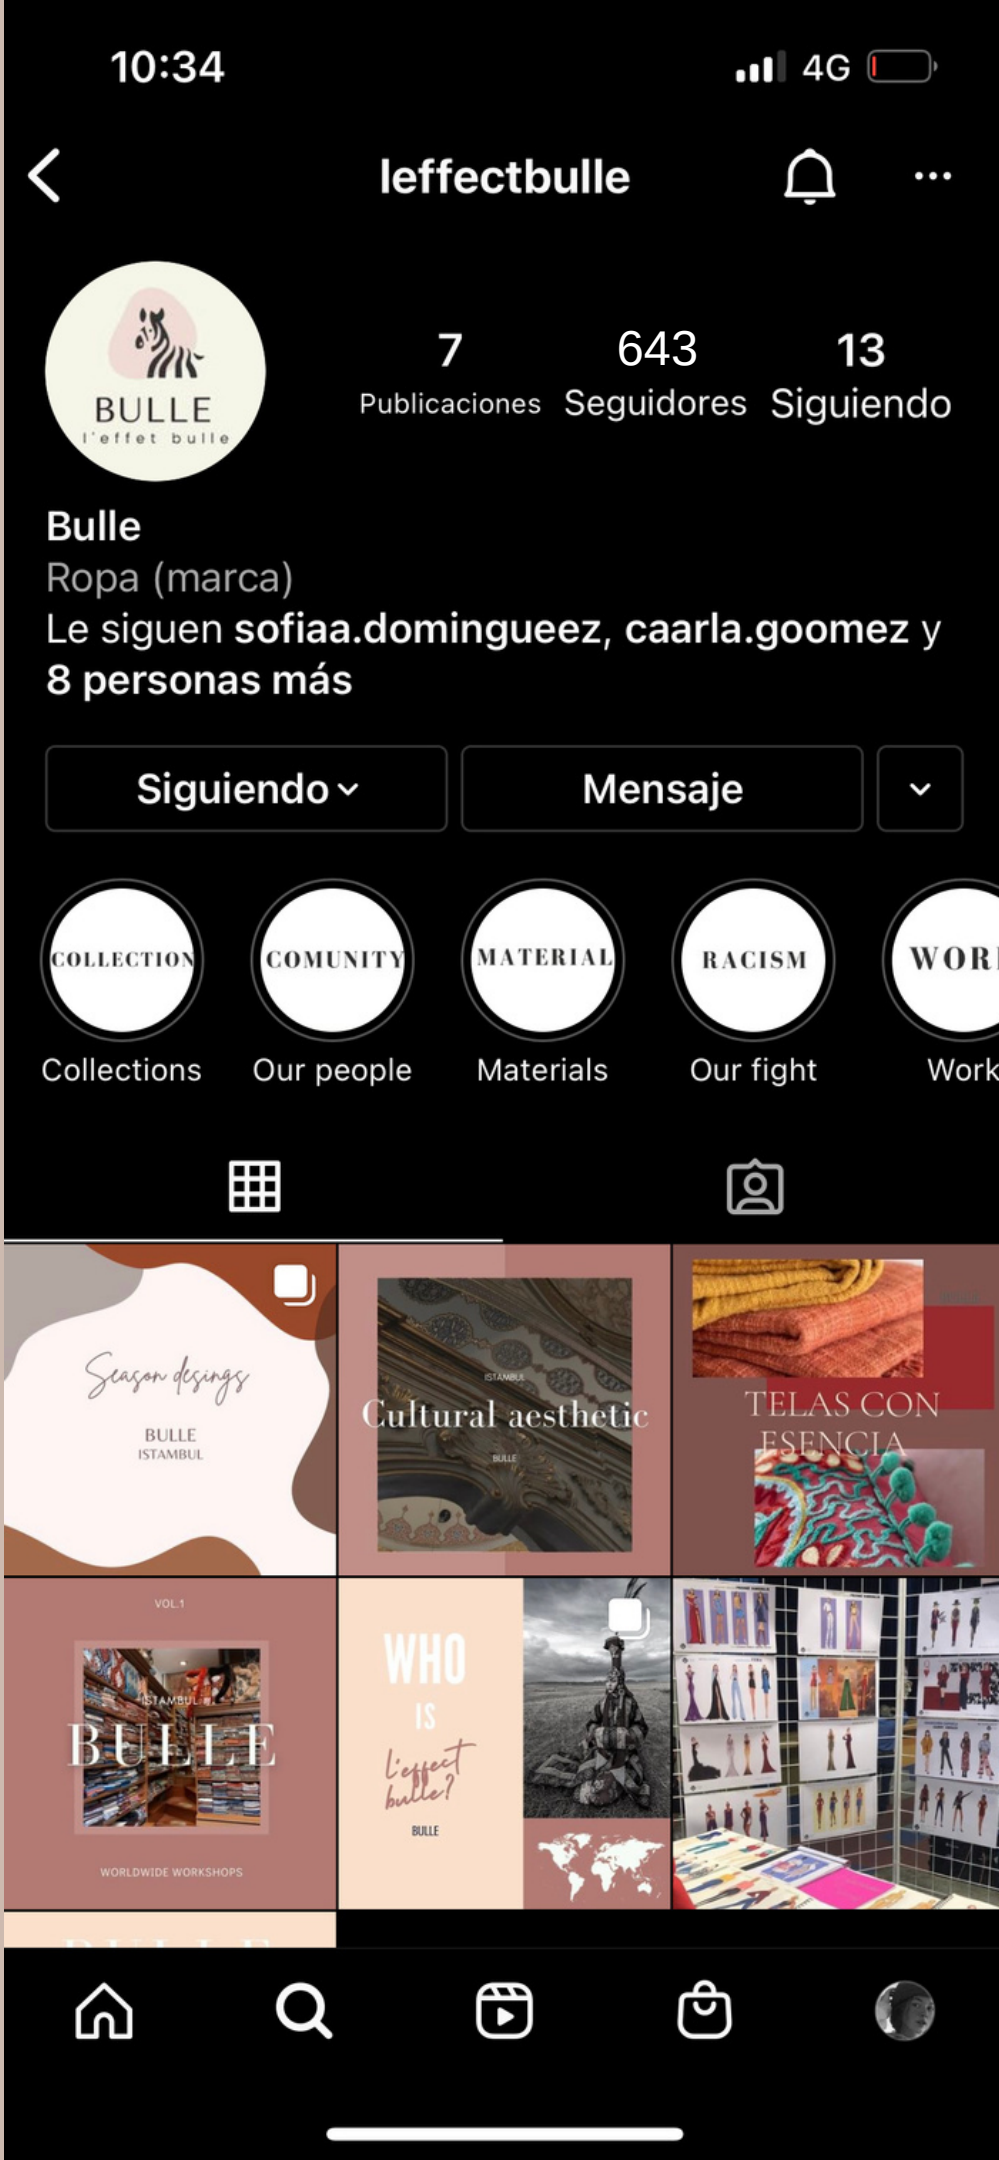 10:34
4G
leffectbulle
BULLE
l'effet bulle
7
643
13
Publicaciones
Seguidores
Siguiendo
Bulle
Ropa (marca)
Le siguen sofiaa.domingueez, caarla.goomez y
8 personas más
Siguiendo
Mensaje
COLLECTION
COMUNITY
MATERIAL
RACISM
WOR
Collections
Our people
Materials
Our fight
Work
Season desings
BULLE
ISTAMBUL
ISTAMBUL
Cultural aesthetic
BULLE
TELAS CON
ESENCIA
VOL.1
ISTAMBUL
BULLE
WORLDWIDE WORKSHOPS
WHO
IS
L'effect
bulle?
BULLE
BULLE